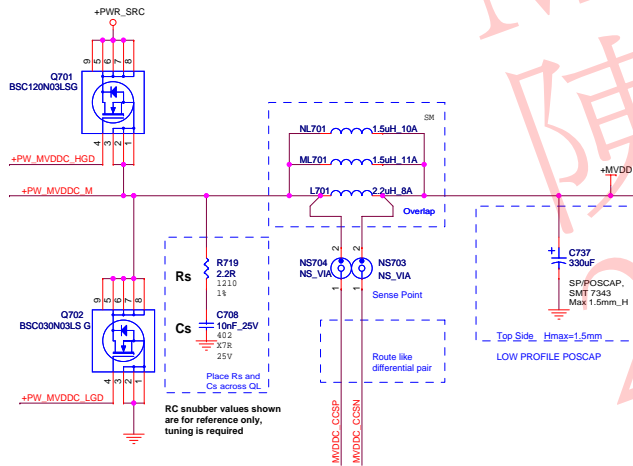 +PWR_SRC
9 5 6 7 8
Q701
BSC120N03LSG
4 3 2 1
+PW_MVDDC_HGD
+PW_MVDDC_M
SM
NL701 1.5uH_10A
ML701 1.5uH_11A
L701 2.2uH_8A
Overlap
+MVDD
Rs
R719
2.2R
1210
1%
Cs
C708
10nF_25V
402
X7R
25V
Place Rs and
Cs across QL
RC snubber values shown
are for reference only,
tuning is required
2 2
NS704
NS_VIA
NS703
NS_VIA
1 1
Sense Point
Route like
differential pair
MVDDC_CCSP
MVDDC_CCSN
C737
330uF
SP/POSCAP,
SMT 7343
Max 1.5mm_H
Top Side Hmax=1.5mm
LOW PROFILE POSCAP
9 5 6 7 8
Q702
BSC030N03LS G
4 3 2 1
+PW_MVDDC_LGD
陳